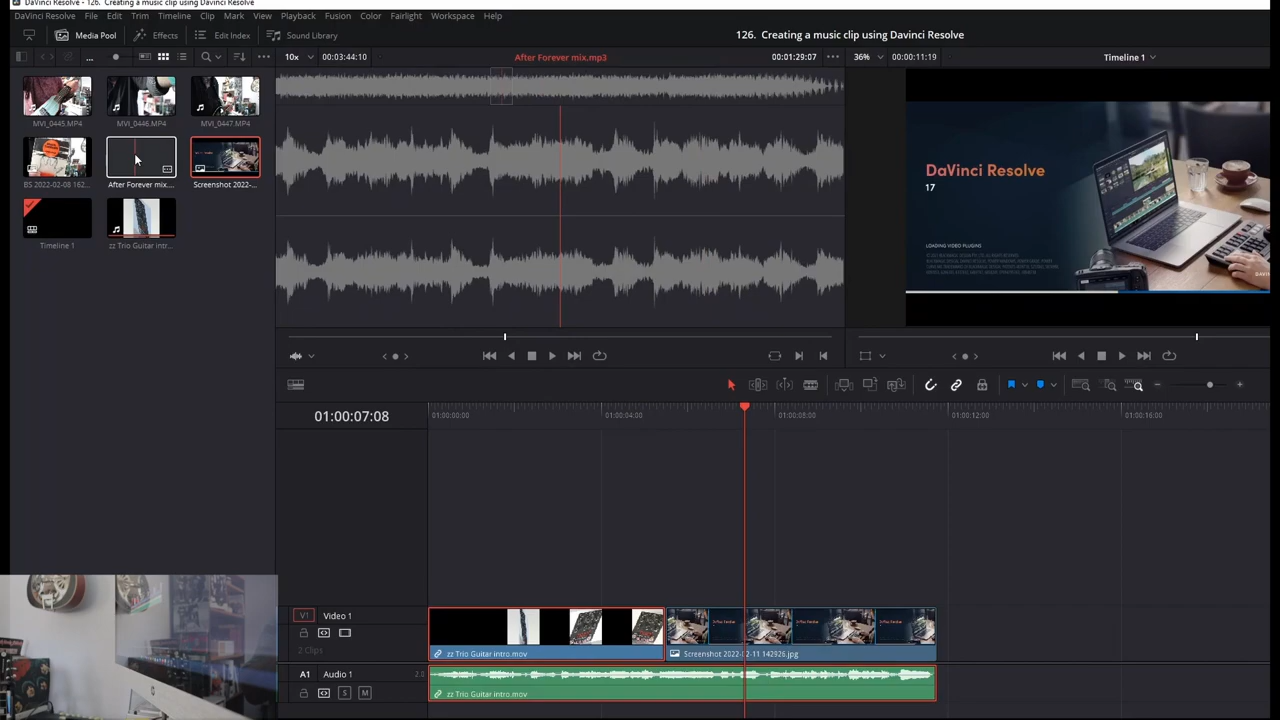 DaVinci Resolve - 126. Creating a music clip using Davinci Resolve
DaVinci Resolve File Edit Trim Timeline Clip Mark View Playback Fusion Color Fairlight Workspace Help
Media Pool Effects Edit Index Sound Library 126. Creating a music clip using Davinci Resolve
... 10x 00:03:44:10 After Forever mix.mp3 00:01:29:07 ... 36% 00:00:11:19 Timeline 1
MVI_0445.MP4 MVI_0446.MP4 MVI_0447.MP4
BS 2022-02-08 162... After Forever mix.... Screenshot 2022-...
Timeline 1 zz Trio Guitar intr...
DaVinci Resolve
17
LOADING VIDEO PLUGINS
01:00:07:08
01:00:00:00 01:00:04:00 01:00:08:00 01:00:12:00 01:00:16:00
V1 Video 1
2 Clips
zz Trio Guitar intro.mov Screenshot 2022-02-11 142926.jpg
A1 Audio 1 2.0
S M
zz Trio Guitar intro.mov